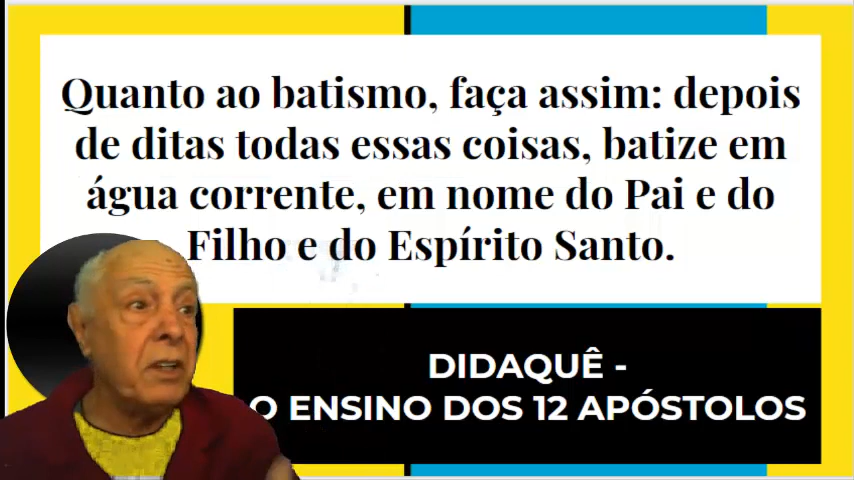 Quanto ao batismo, faça assim: depois
de ditas todas essas coisas, batize em
água corrente, em nome do Pai e do
Filho e do Espírito Santo.
DIDAQUÊ -
O ENSINO DOS 12 APÓSTOLOS